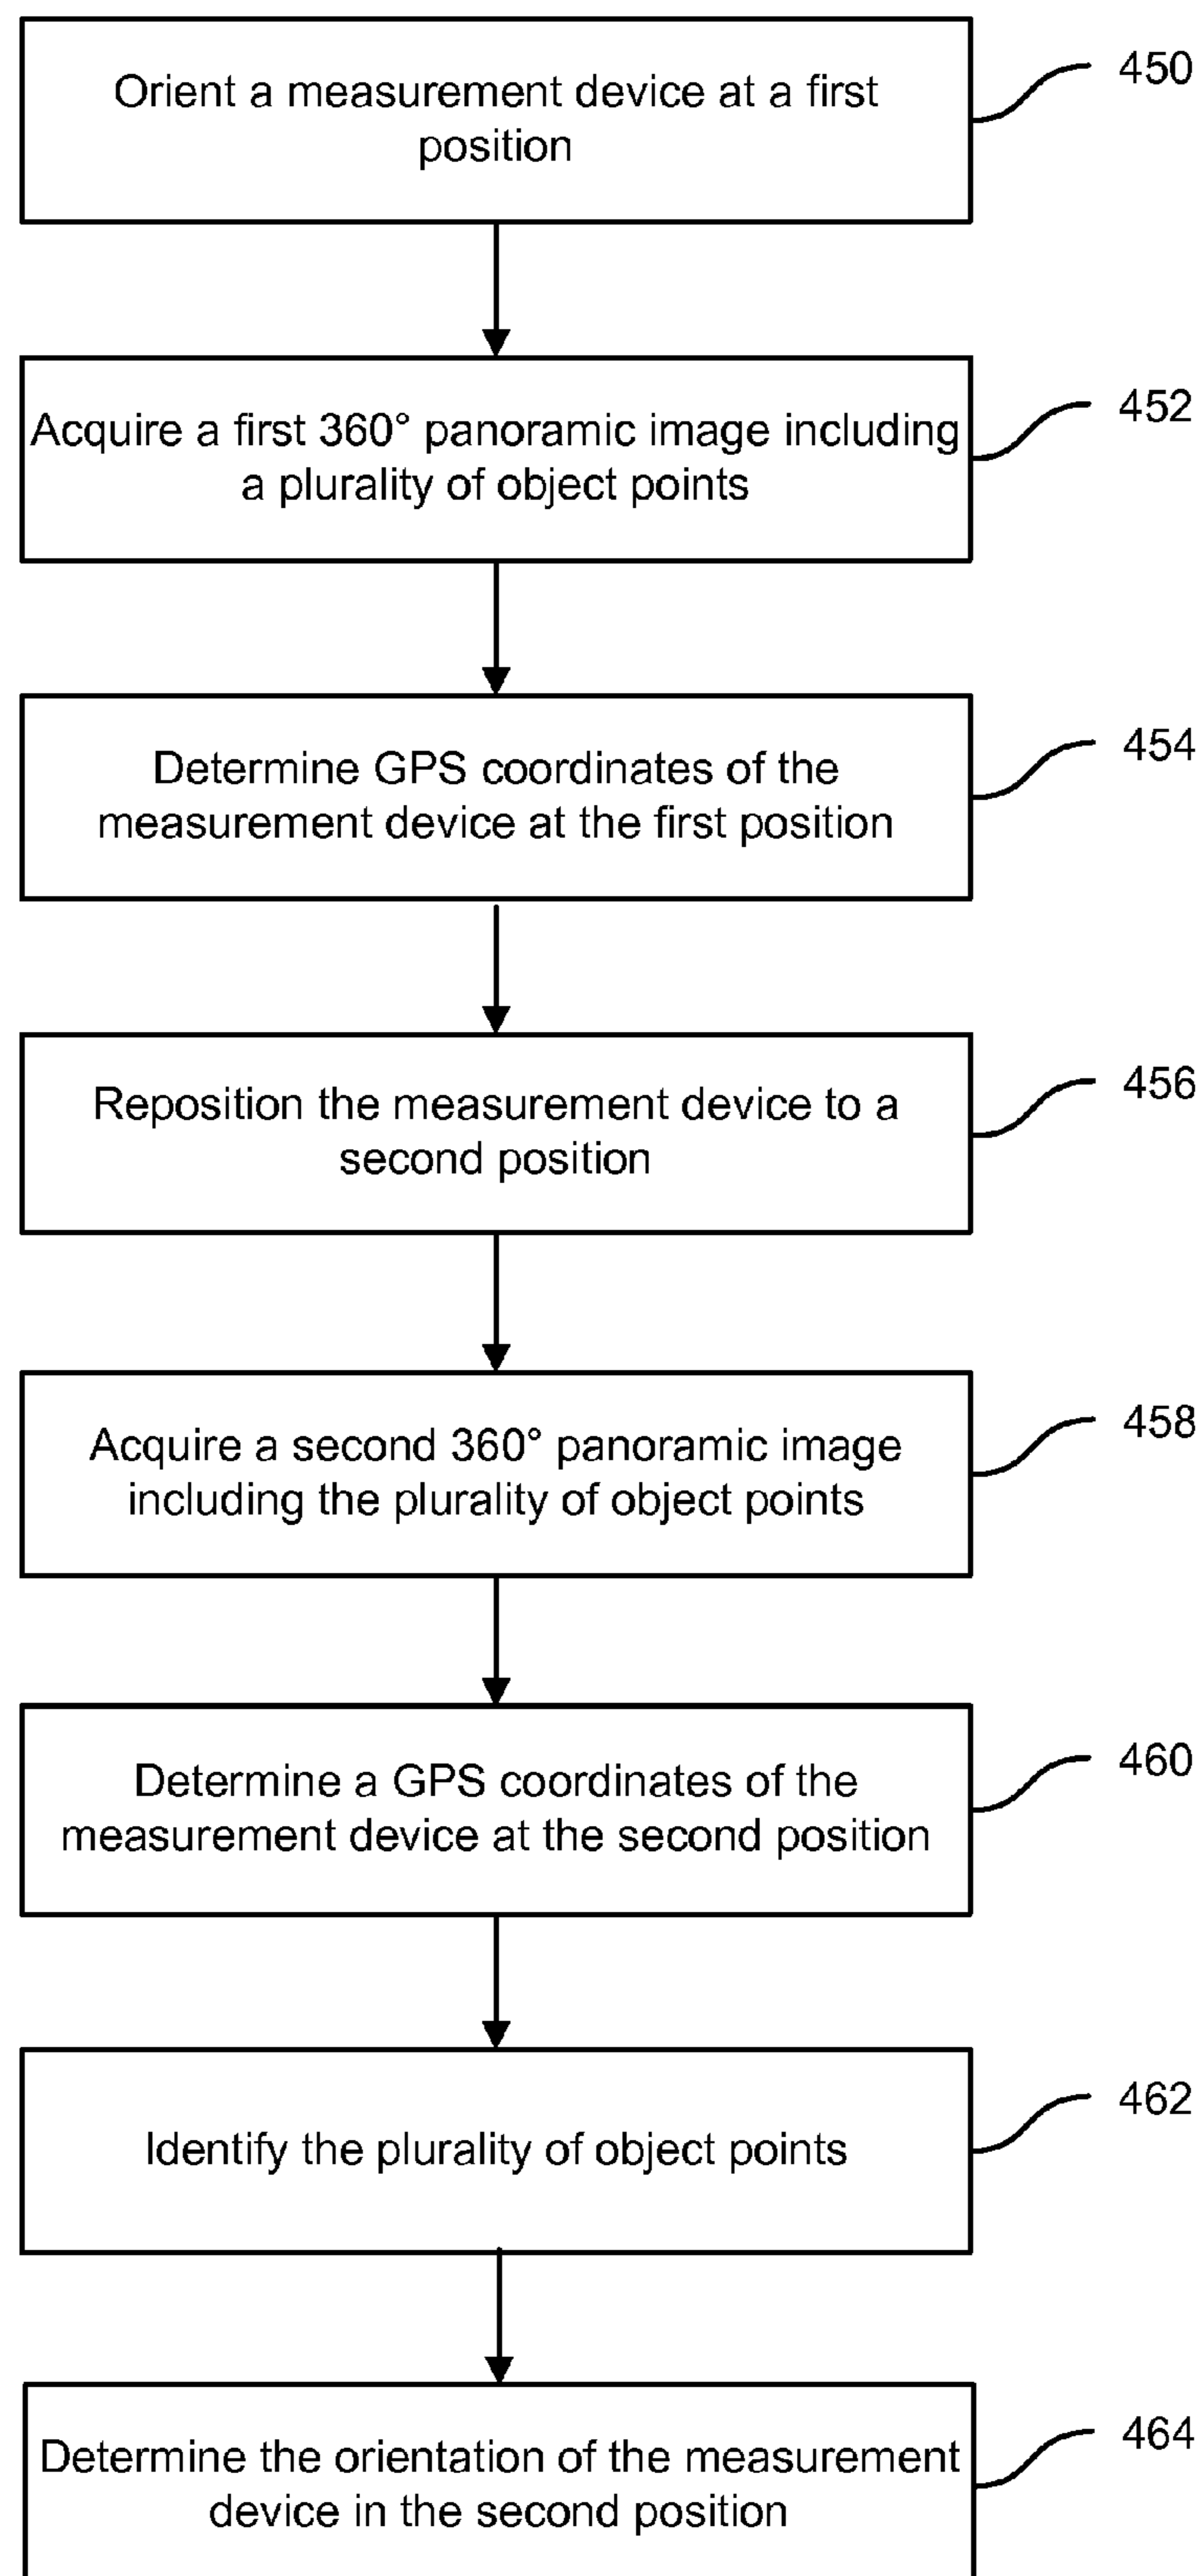 Orient a measurement device at a first
position
450
Acquire a first 360° panoramic image including
a plurality of object points
452
Determine GPS coordinates of the
measurement device at the first position
454
Reposition the measurement device to a
second position
456
Acquire a second 360° panoramic image
including the plurality of object points
458
Determine a GPS coordinates of the
measurement device at the second position
460
Identify the plurality of object points
462
Determine the orientation of the measurement
device in the second position
464